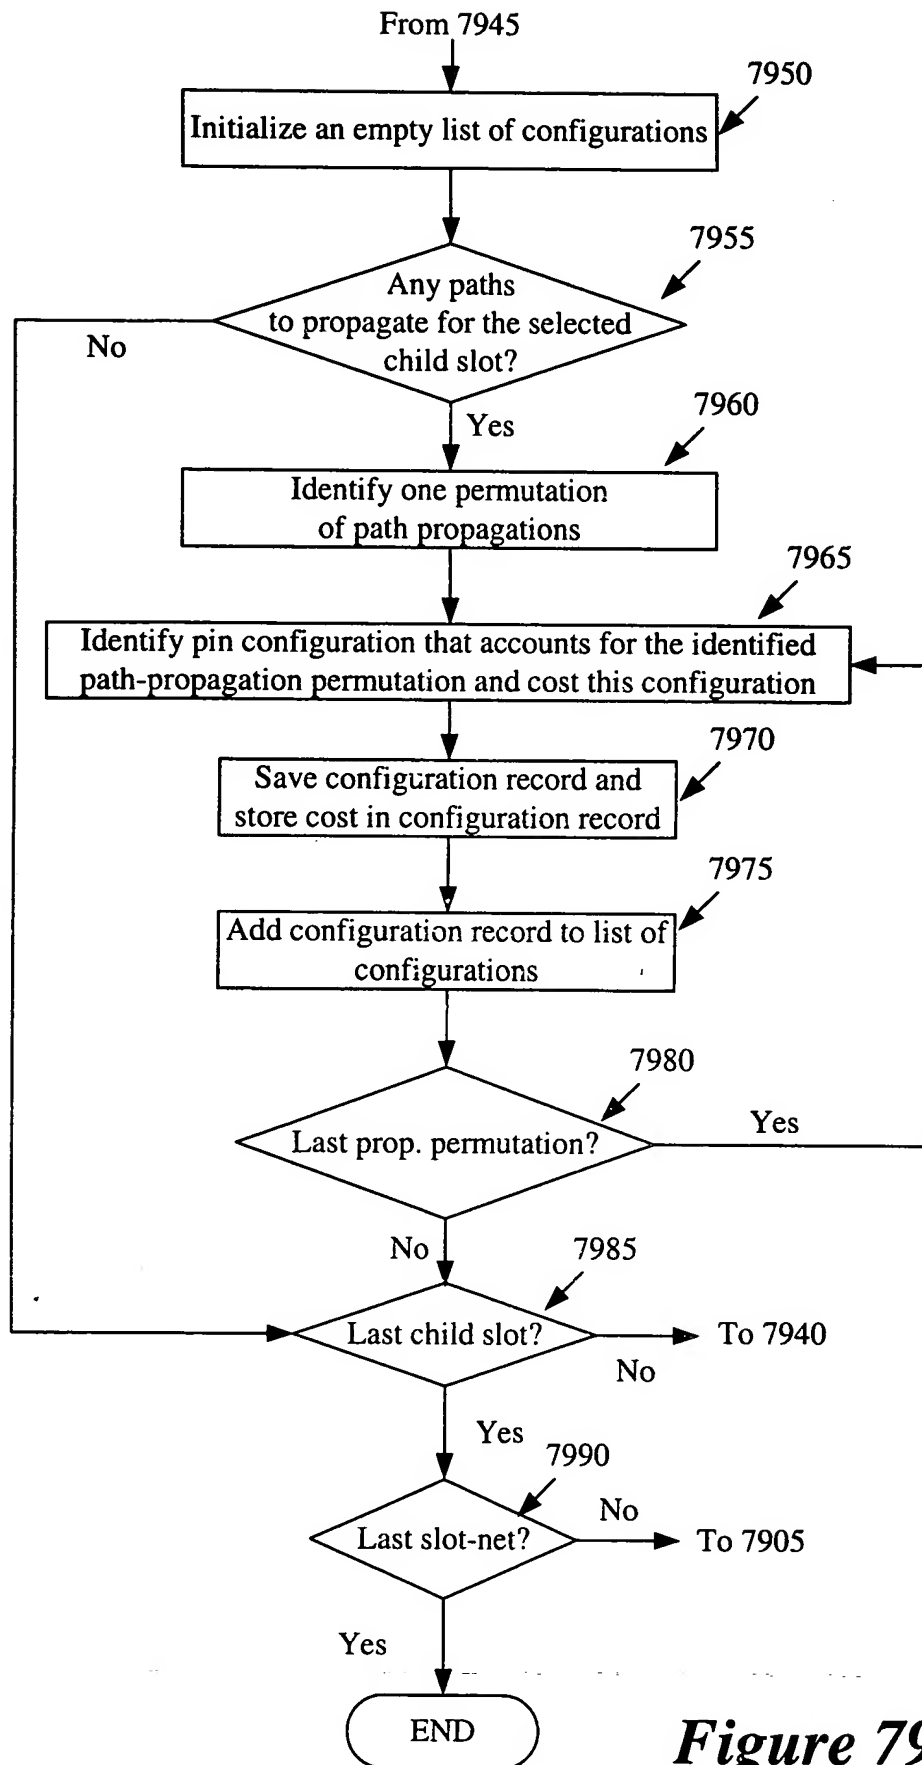 From 7945
7950
Initialize an empty list of configurations
7955
Any paths
to propagate for the selected
child slot?
No
Yes
7960
Identify one permutation
of path propagations
7965
Identify pin configuration that accounts for the identified
path-propagation permutation and cost this configuration
7970
Save configuration record and
store cost in configuration record
7975
Add configuration record to list of
configurations
7980
Last prop. permutation?
Yes
No
7985
Last child slot?
To 7940
No
Yes
7990
Last slot-net?
No
To 7905
Yes
END
Figure 79